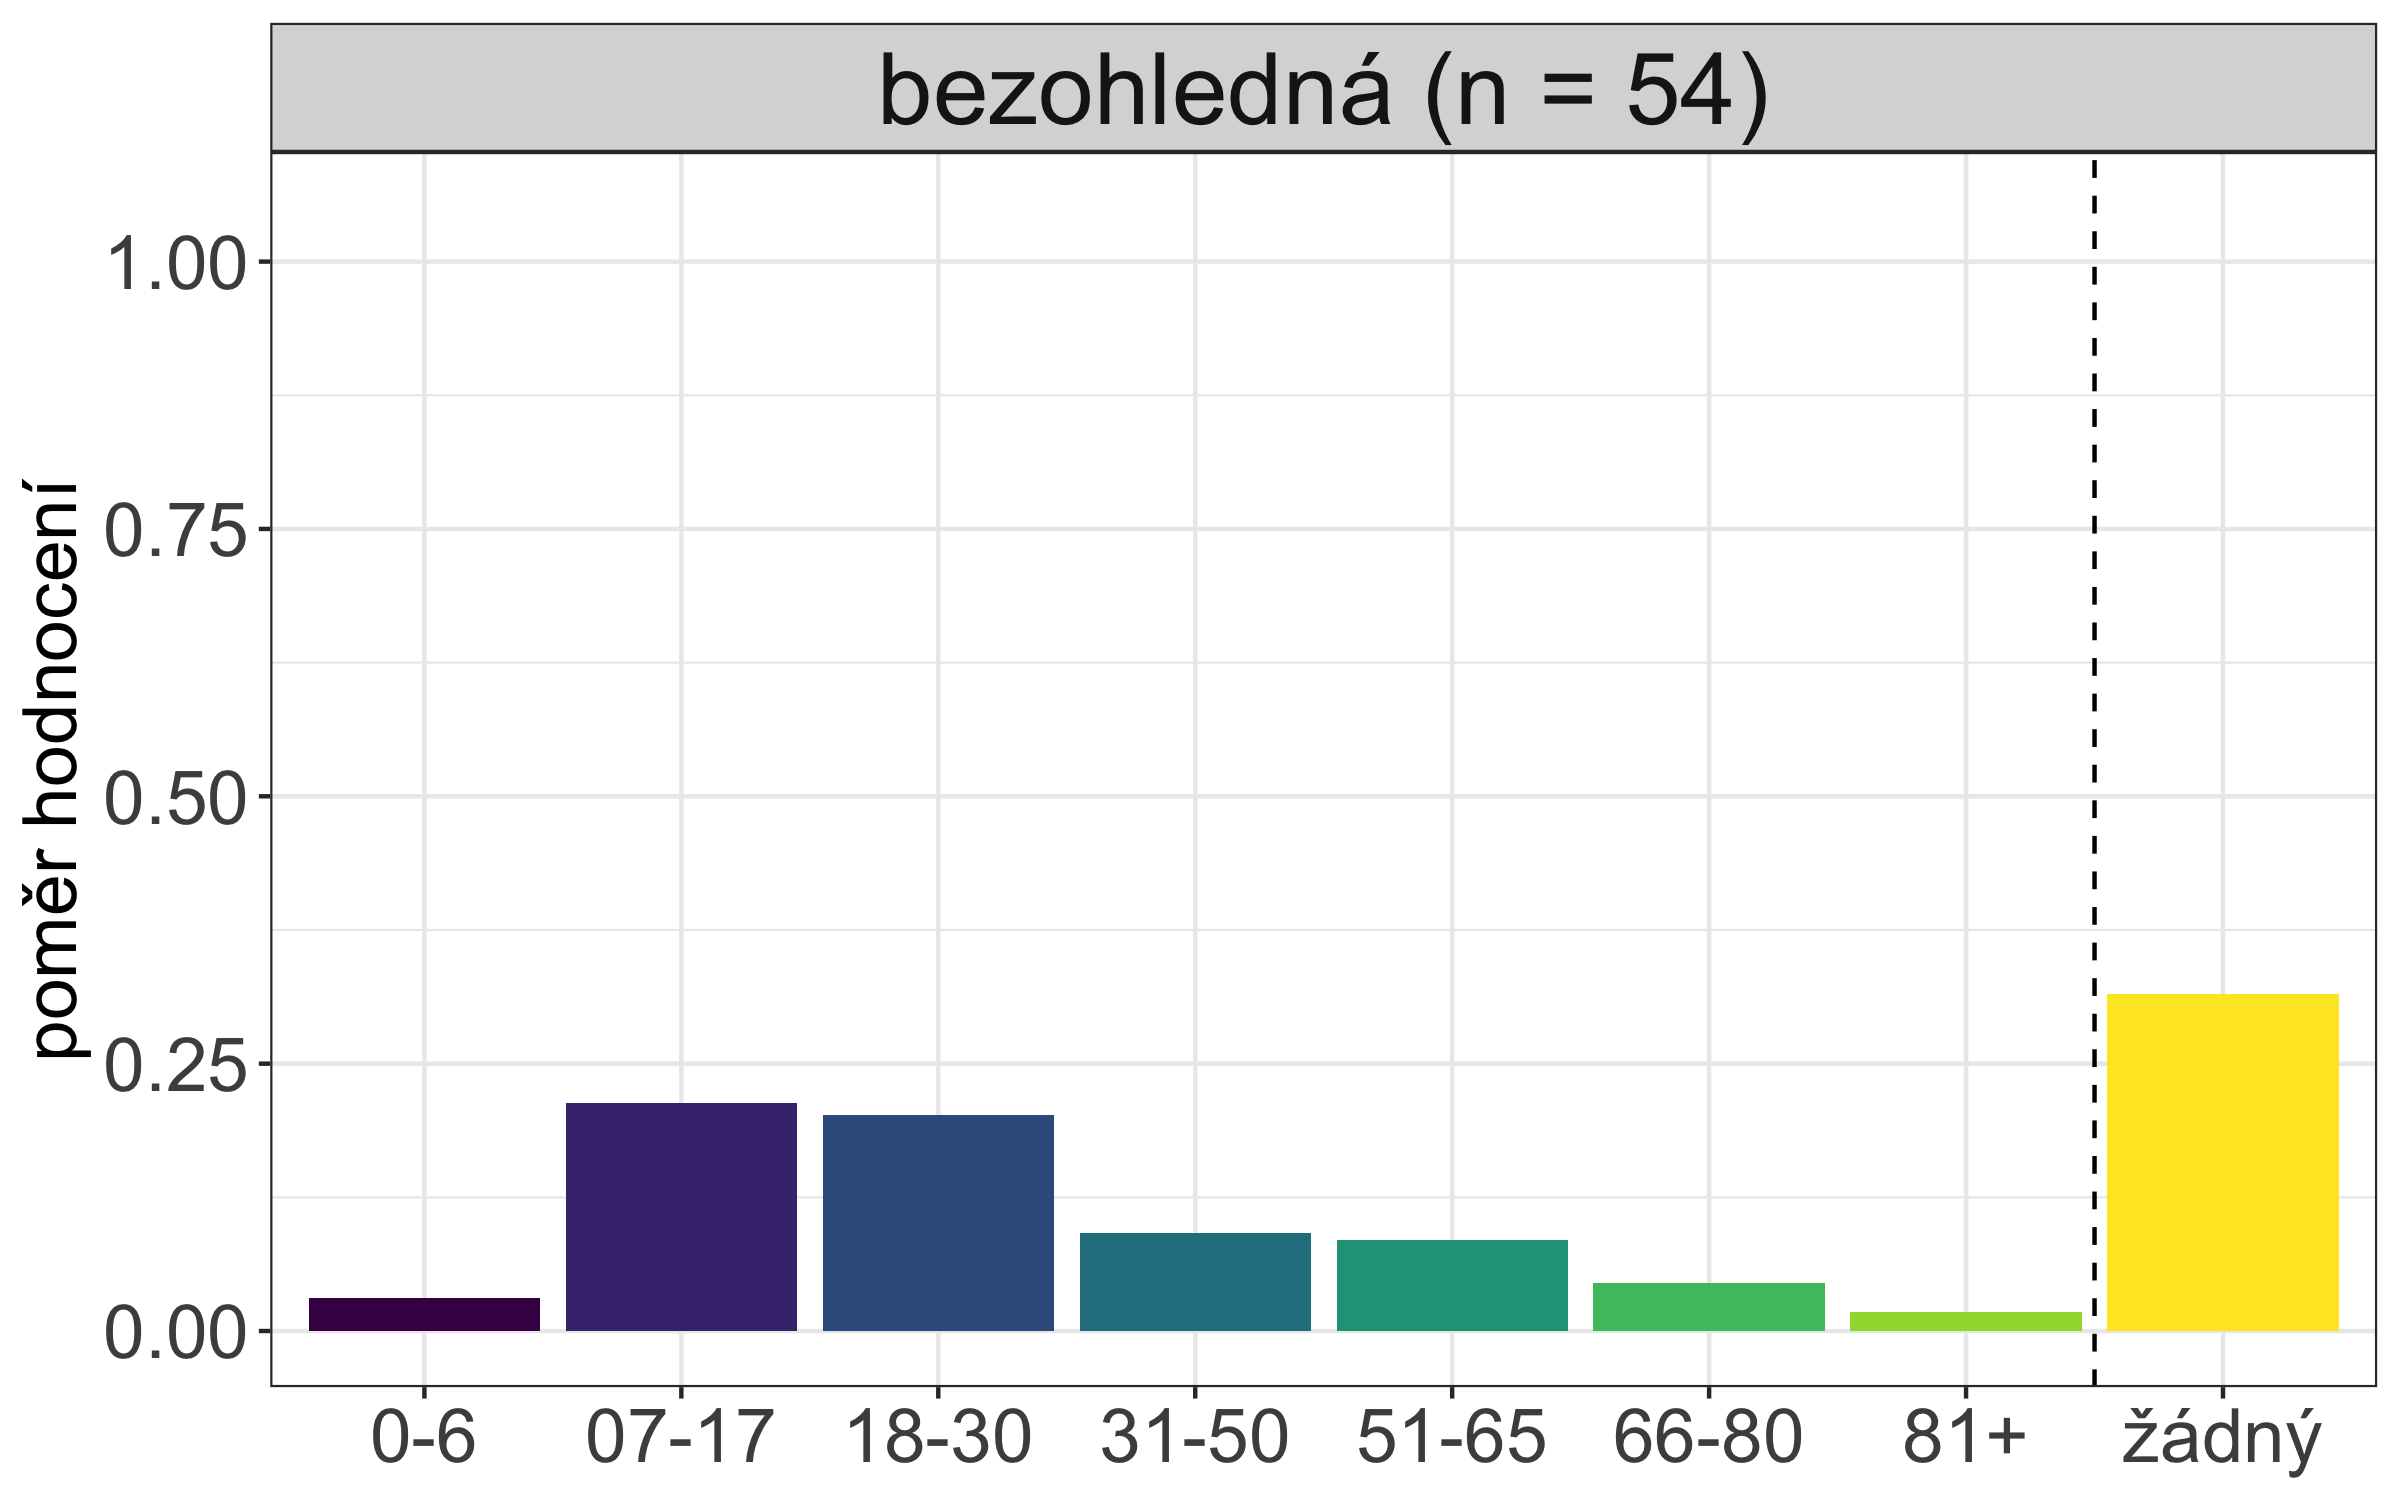 bezohledná (n = 54)
poměr hodnocení
1.00
0.75
0.50
0.25
0.00
0-6 07-17 18-30 31-50 51-65 66-80 81+ žádný